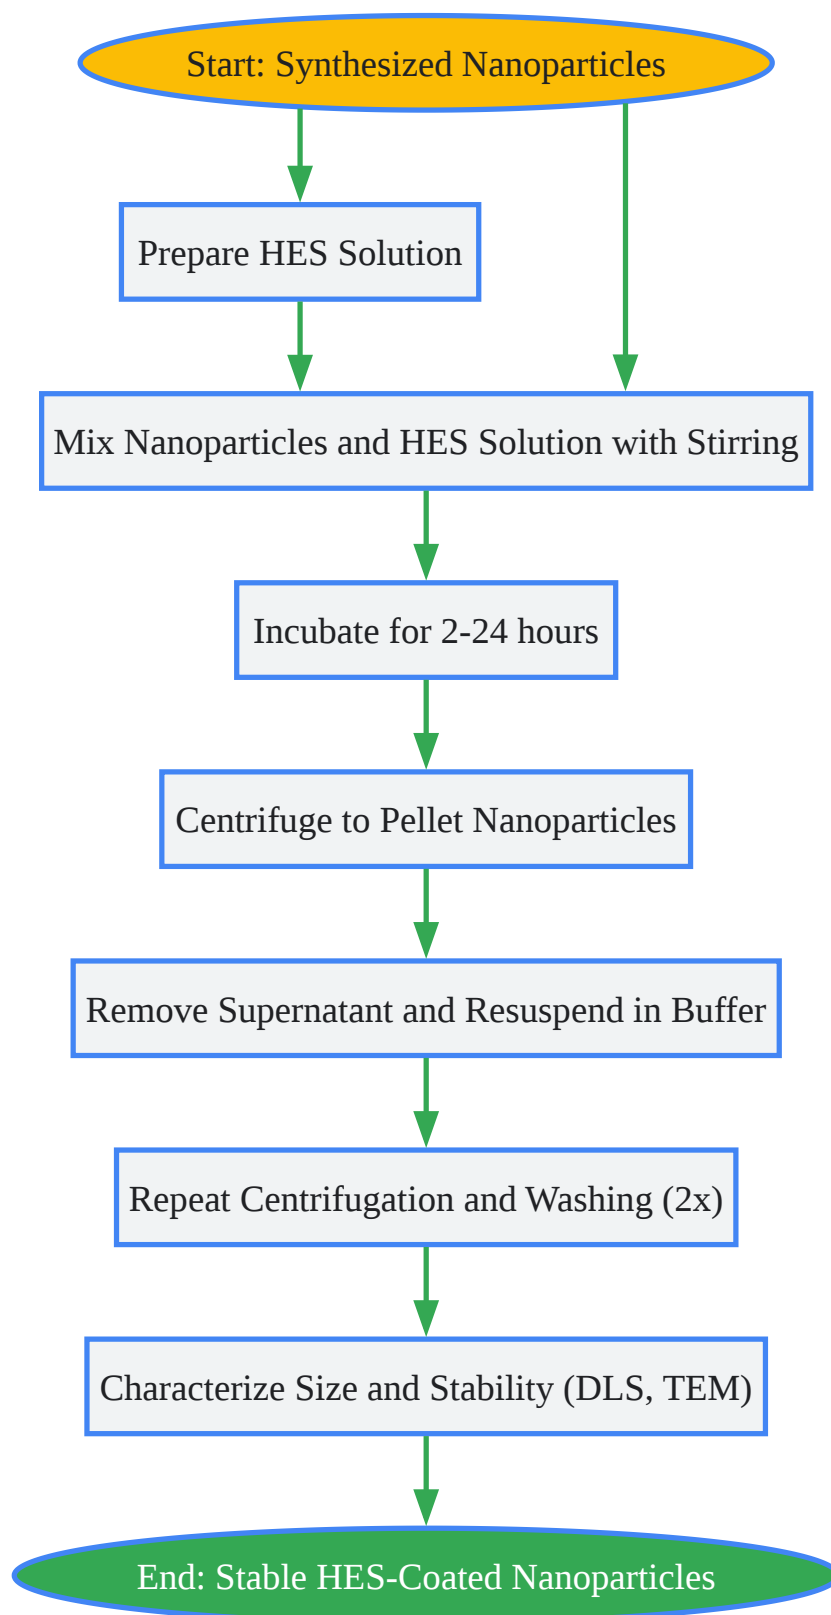 Start: Synthesized Nanoparticles
Prepare HES Solution
Mix Nanoparticles and HES Solution with Stirring
Incubate for 2-24 hours
Centrifuge to Pellet Nanoparticles
Remove Supernatant and Resuspend in Buffer
Repeat Centrifugation and Washing (2x)
Characterize Size and Stability (DLS, TEM)
End: Stable HES-Coated Nanoparticles